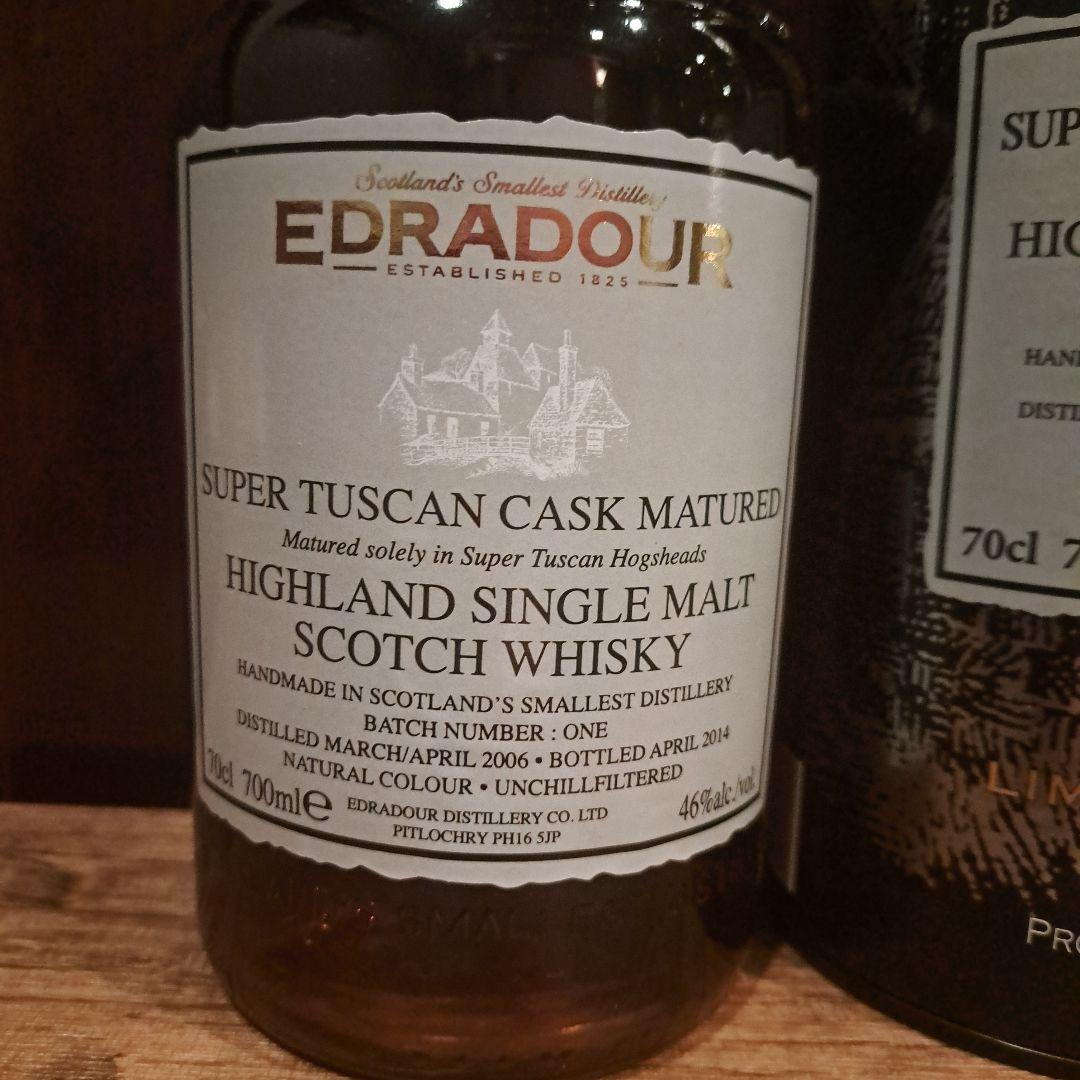 Scotland's Smallest Distillery
EDRADOUR
ESTABLISHED 1825
SUPER TUSCAN CASK MATURED
Matured solely in Super Tuscan Hogsheads
HIGHLAND SINGLE MALT
SCOTCH WHISKY
HANDMADE IN SCOTLAND'S SMALLEST DISTILLERY
BATCH NUMBER : ONE
DISTILLED MARCH/APRIL 2006 • BOTTLED APRIL 2014
NATURAL COLOUR • UNCHILLFILTERED
70cl 700ml e
EDRADOUR DISTILLERY CO. LTD
PITLOCHRY PH16 5JP
46%alc./vol.
SUP
HIG
HAN
DISTIL
70cl 7
LIM
PRO